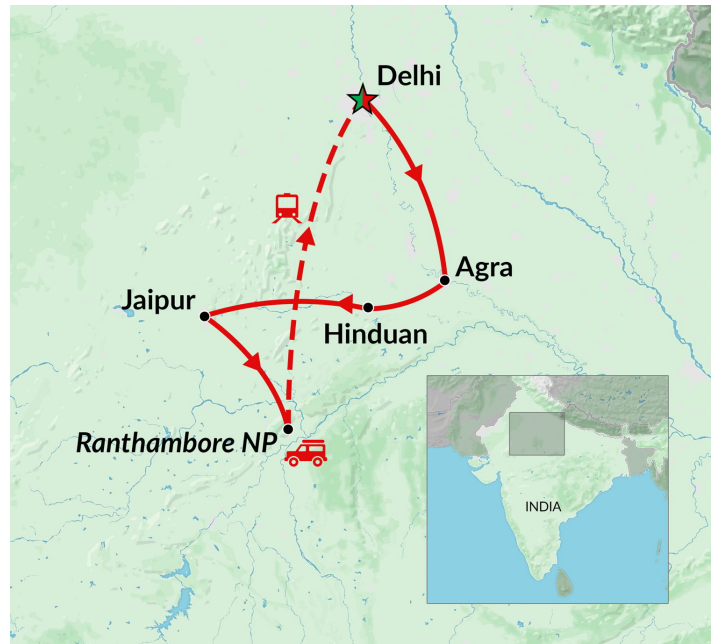 Delhi
Agra
Jaipur
Hinduan
Ranthambore NP
INDIA